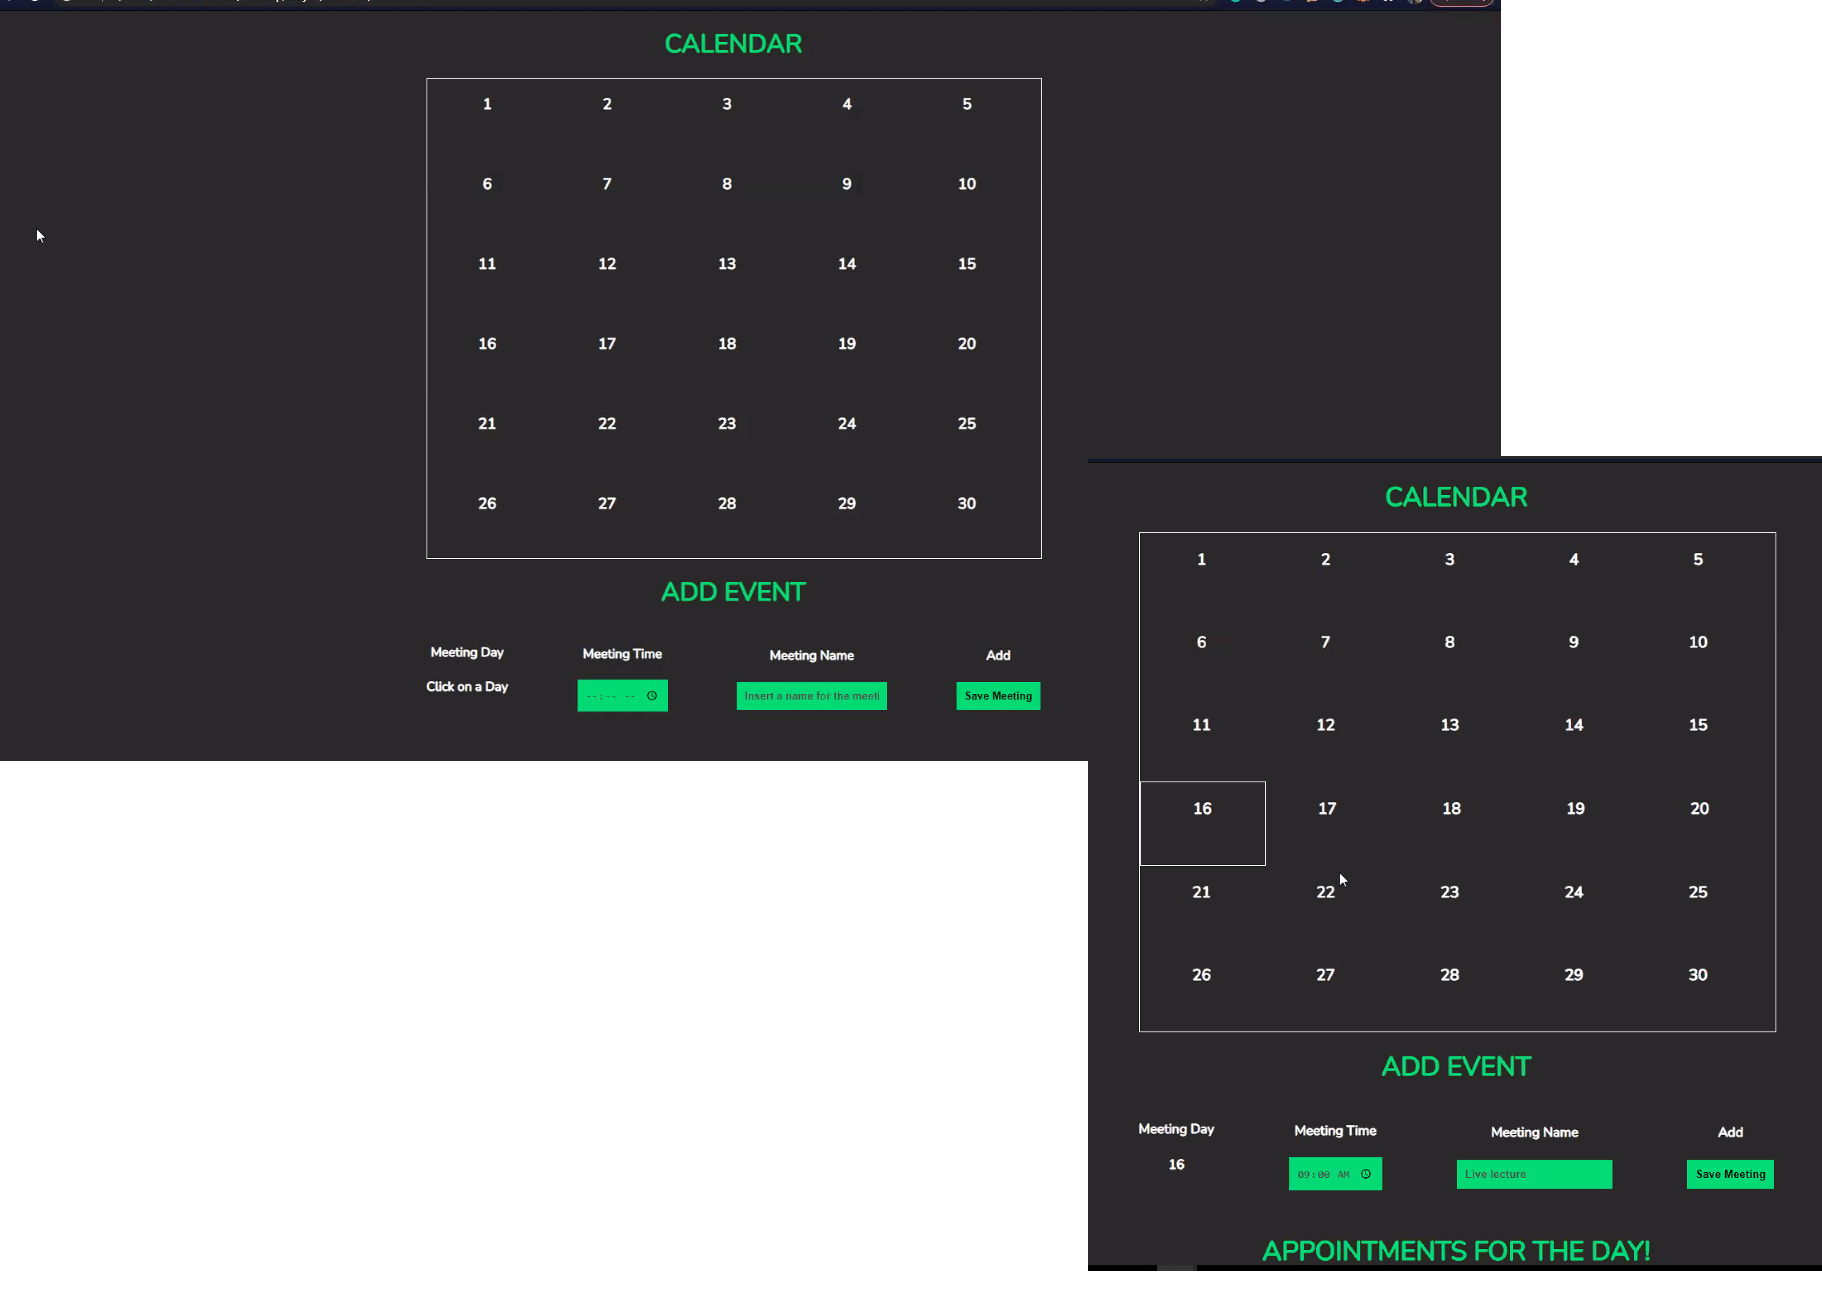 CALENDAR
1 2 3 4 5
6 7 8 9 10
11 12 13 14 15
16 17 18 19 20
21 22 23 24 25
26 27 28 29 30
ADD EVENT
Meeting Day Meeting Time Meeting Name Add
Click on a Day --:-- -- Insert a name for the meeti Save Meeting
CALENDAR
1 2 3 4 5
6 7 8 9 10
11 12 13 14 15
16 17 18 19 20
21 22 23 24 25
26 27 28 29 30
ADD EVENT
Meeting Day Meeting Time Meeting Name Add
16 09:00 AM Live lecture Save Meeting
APPOINTMENTS FOR THE DAY!